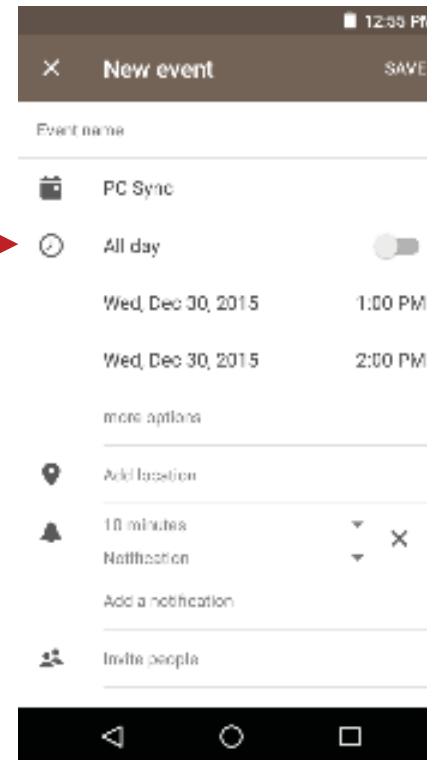 12:55 PM
New event SAVE
Event name
PC Sync
All day
Wed, Dec 30, 2015 1:00 PM
Wed, Dec 30, 2015 2:00 PM
more options
Add location
10 minutes
Notification
Add a notification
Invite people